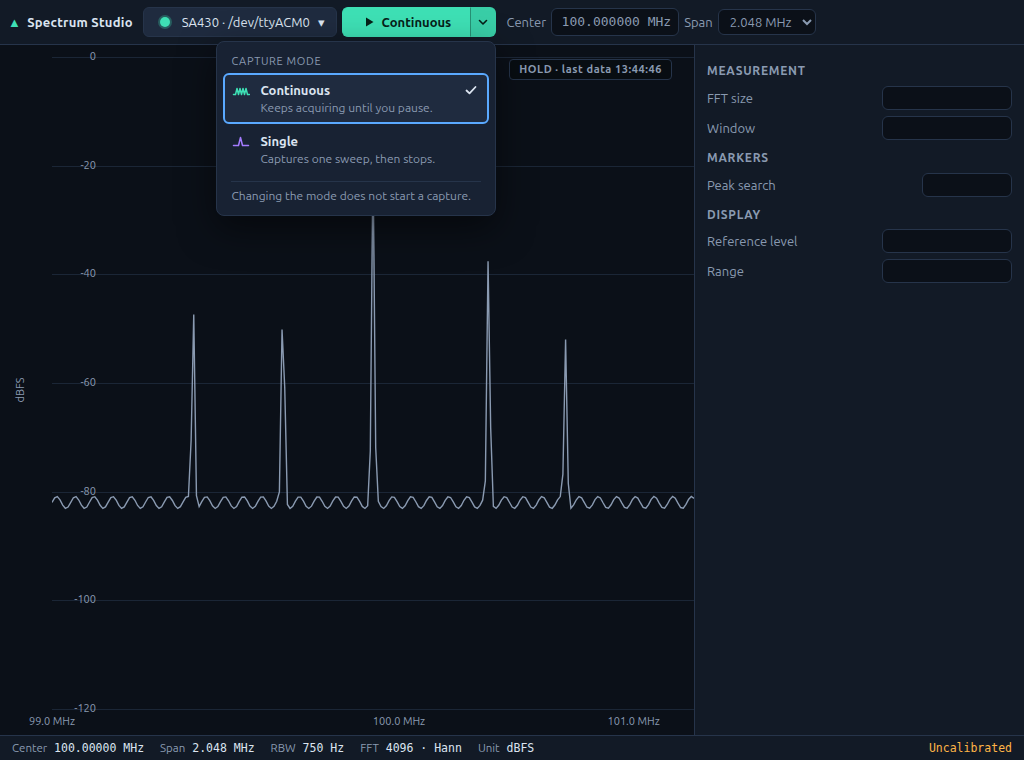 Spectrum Studio
SA430 · /dev/ttyACM0
Continuous
Center
100.000000 MHz
Span
2.048 MHz
CAPTURE MODE
Continuous
Keeps acquiring until you pause.
Single
Captures one sweep, then stops.
Changing the mode does not start a capture.
HOLD · last data 13:44:46
0
-20
-40
-60
-80
-100
-120
dBFS
99.0 MHz
100.0 MHz
101.0 MHz
MEASUREMENT
FFT size
Window
MARKERS
Peak search
DISPLAY
Reference level
Range
Center 100.00000 MHz Span 2.048 MHz RBW 750 Hz FFT 4096 · Hann Unit dBFS
Uncalibrated